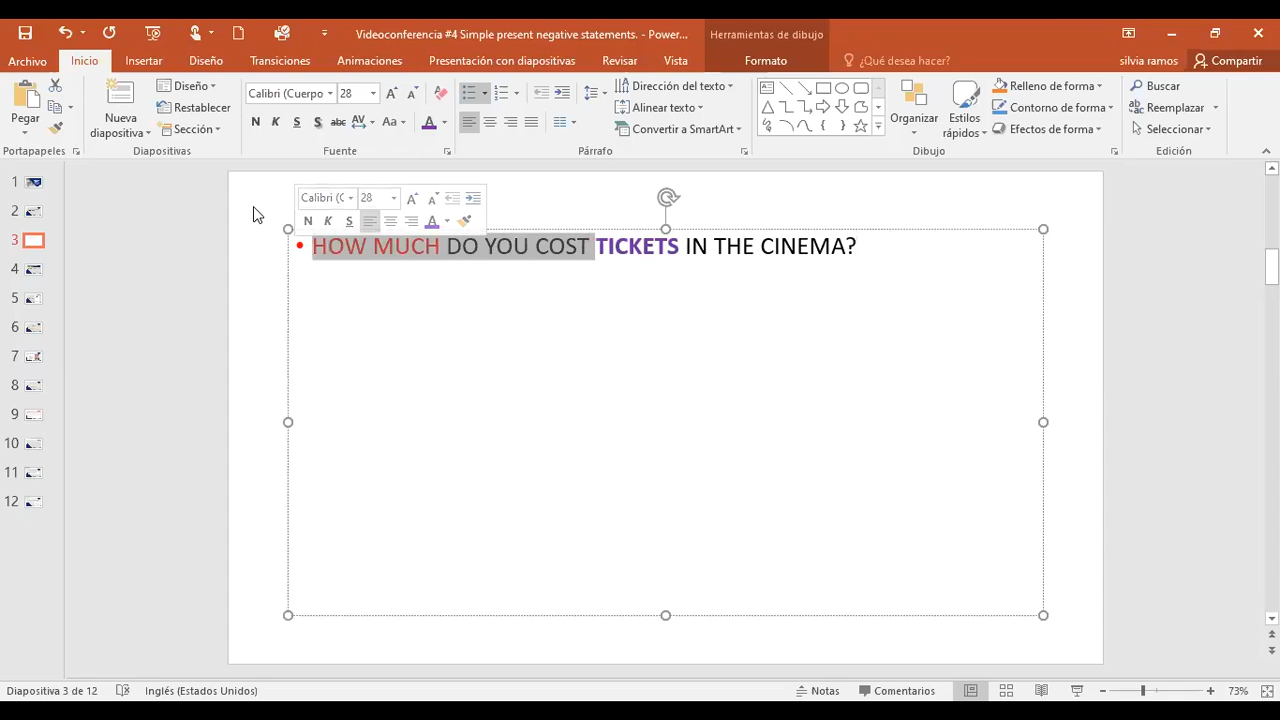 Videoconferencia #4 Simple present negative statements. - Power...
Herramientas de dibujo
Archivo Inicio Insertar Diseño Transiciones Animaciones Presentación con diapositivas Revisar Vista Formato ¿Qué desea hacer? silvia ramos Compartir
Pegar
Nueva diapositiva
Diseño
Restablecer
Sección
Calibri (Cuerpo 28
N K S S abc AV Aa A
Dirección del texto
Alinear texto
Convertir a SmartArt
Organizar
Estilos rápidos
Relleno de forma
Contorno de forma
Efectos de forma
Buscar
Reemplazar
Seleccionar
Portapapeles Diapositivas Fuente Párrafo Dibujo Edición
1
2
3
4
5
6
7
8
9
10
11
12
Calibri (C 28
N K S A
• HOW MUCH DO YOU COST TICKETS IN THE CINEMA?
Diapositiva 3 de 12 Inglés (Estados Unidos) Notas Comentarios 73%